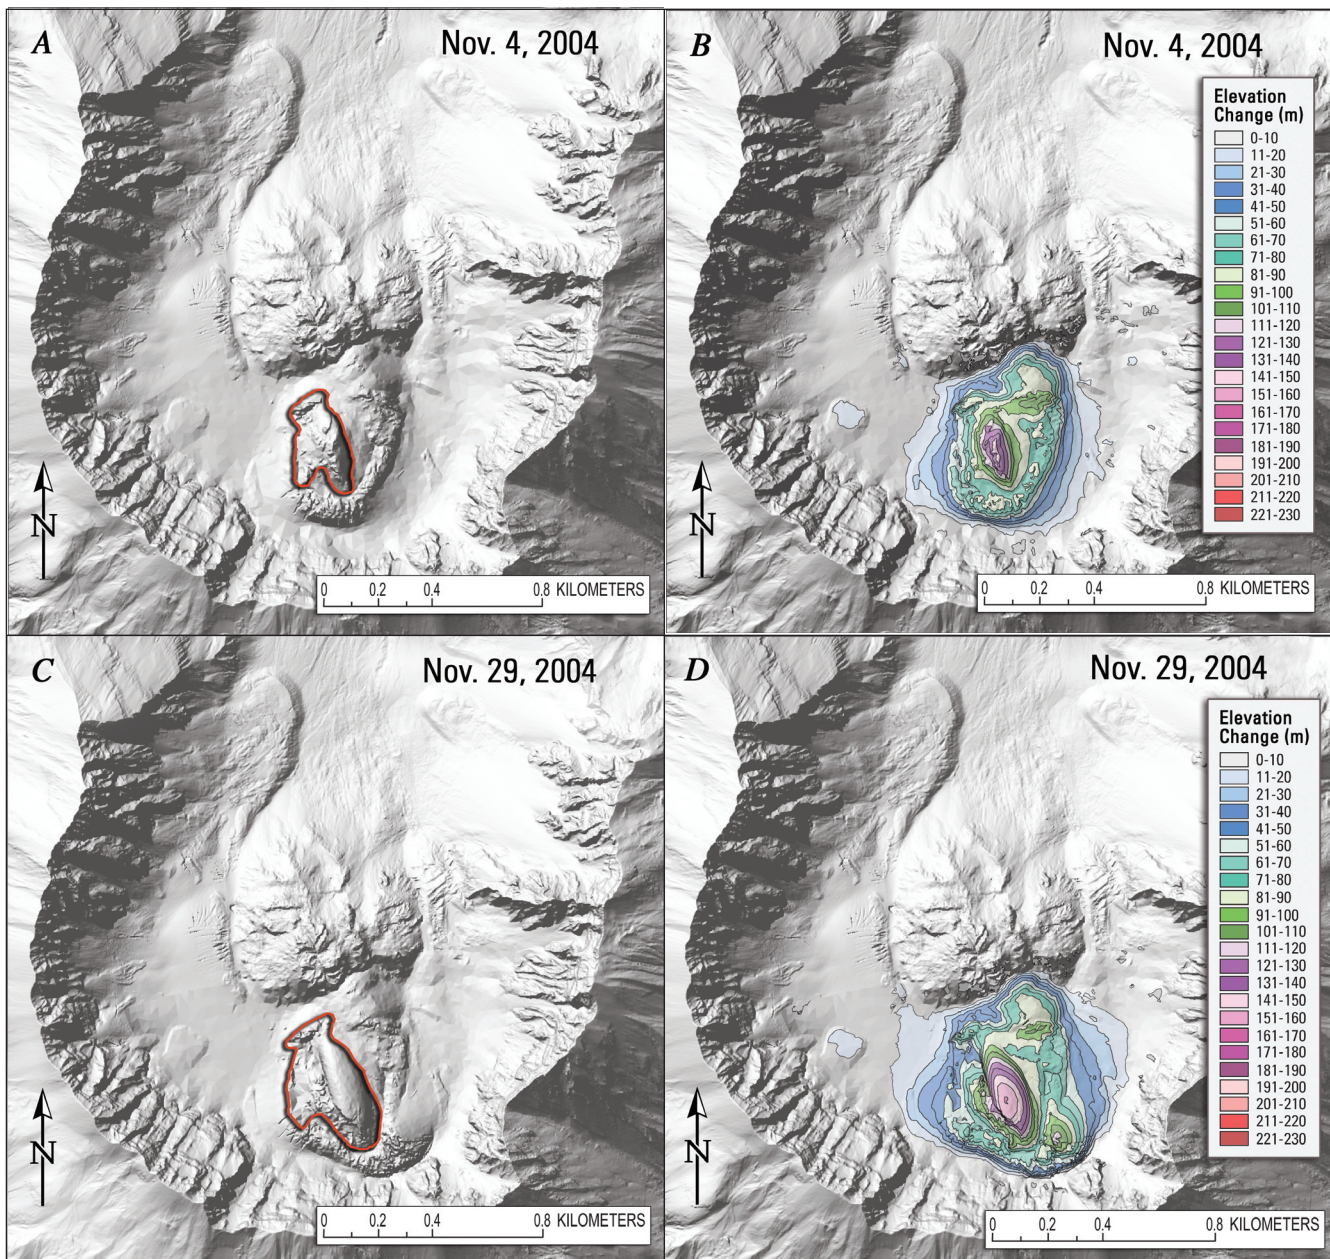 A
Nov. 4, 2004
N
0
0.2
0.4
0.8 KILOMETERS
B
Nov. 4, 2004
Elevation
Change (m)
0-10
11-20
21-30
31-40
41-50
51-60
61-70
71-80
81-90
91-100
101-110
111-120
121-130
131-140
141-150
151-160
161-170
171-180
181-190
191-200
201-210
211-220
221-230
N
0
0.2
0.4
0.8 KILOMETERS
C
Nov. 29, 2004
N
0
0.2
0.4
0.8 KILOMETERS
D
Nov. 29, 2004
Elevation
Change (m)
0-10
11-20
21-30
31-40
41-50
51-60
61-70
71-80
81-90
91-100
101-110
111-120
121-130
131-140
141-150
151-160
161-170
171-180
181-190
191-200
201-210
211-220
221-230
N
0
0.2
0.4
0.8 KILOMETERS